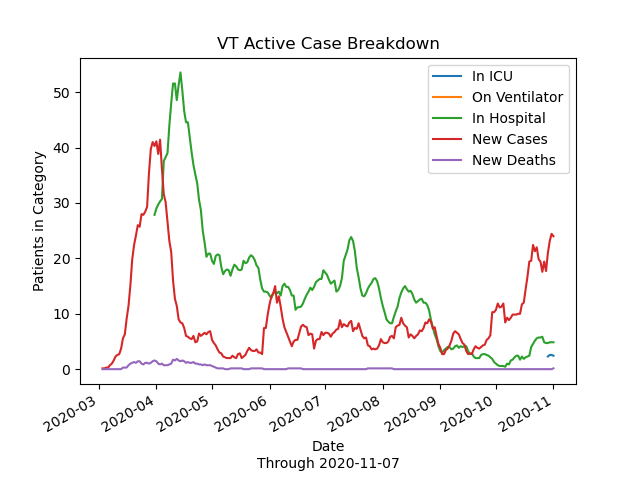 VT Active Case Breakdown
In ICU
On Ventilator
In Hospital
New Cases
New Deaths
Patients in Category
50
40
30
20
10
0
2020-03
2020-04
2020-05
2020-06
2020-07
2020-08
2020-09
2020-10
2020-11
Date
Through 2020-11-07